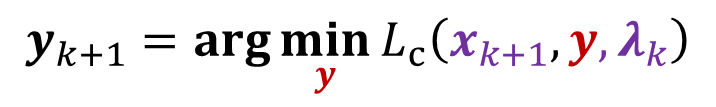 y_{k+1} = arg min_y L_c(x_{k+1}, y, λ_k)